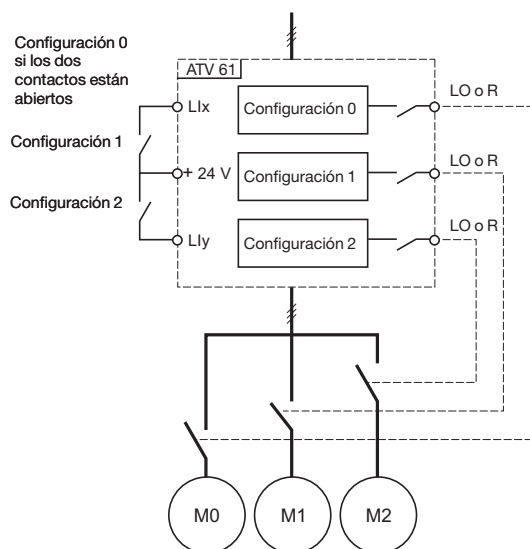 Configuración 0
si los dos
contactos están
abiertos
ATV 61
LIx
Configuración 0
LO o R
Configuración 1
+ 24 V
Configuración 1
LO o R
Configuración 2
LIy
Configuración 2
LO o R
M0
M1
M2